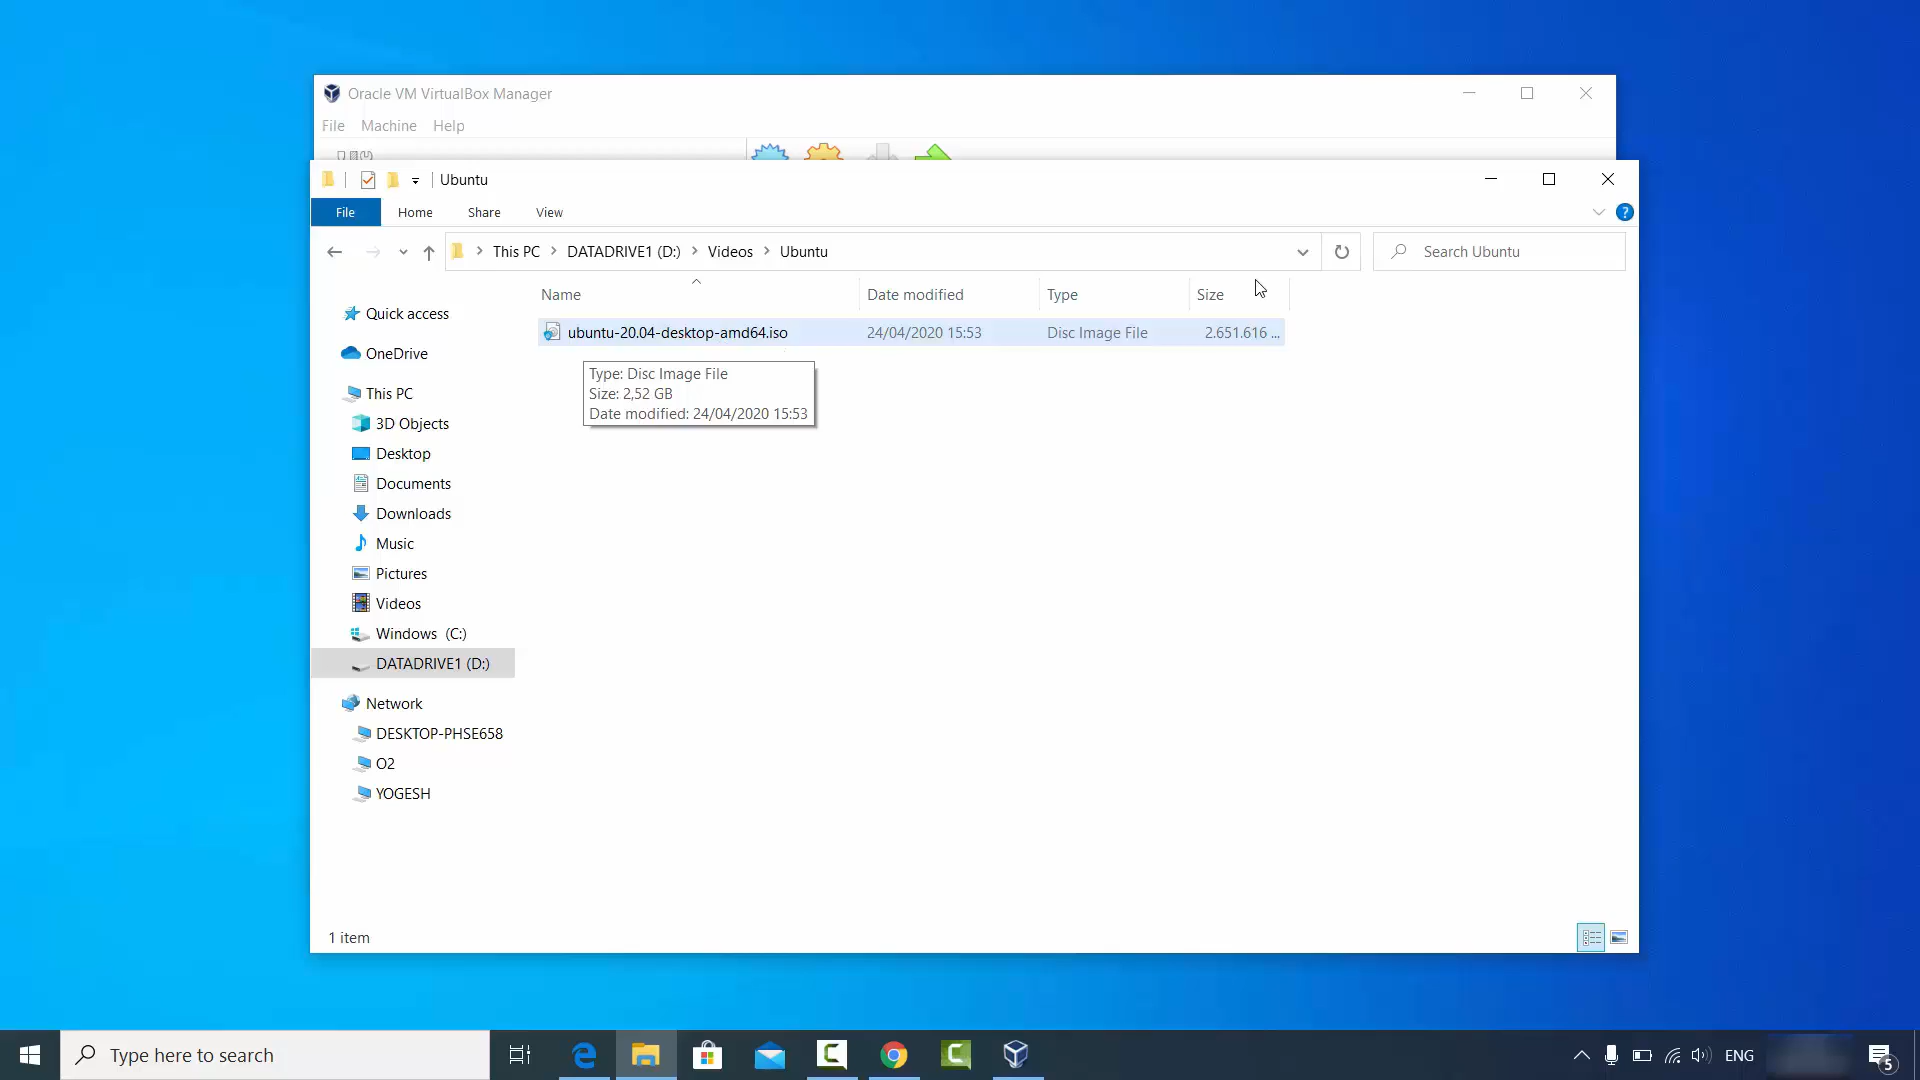 Oracle VM VirtualBox Manager
File Machine Help
Ubuntu
File Home Share View
This PC DATADRIVE1 (D:) Videos Ubuntu
Search Ubuntu
Name Date modified Type Size
ubuntu-20.04-desktop-amd64.iso 24/04/2020 15:53 Disc Image File 2.651.616 ...
Type: Disc Image File
Size: 2,52 GB
Date modified: 24/04/2020 15:53
Quick access
OneDrive
This PC
3D Objects
Desktop
Documents
Downloads
Music
Pictures
Videos
Windows (C:)
DATADRIVE1 (D:)
Network
DESKTOP-PHSE658
O2
YOGESH
1 item
Type here to search
ENG
5